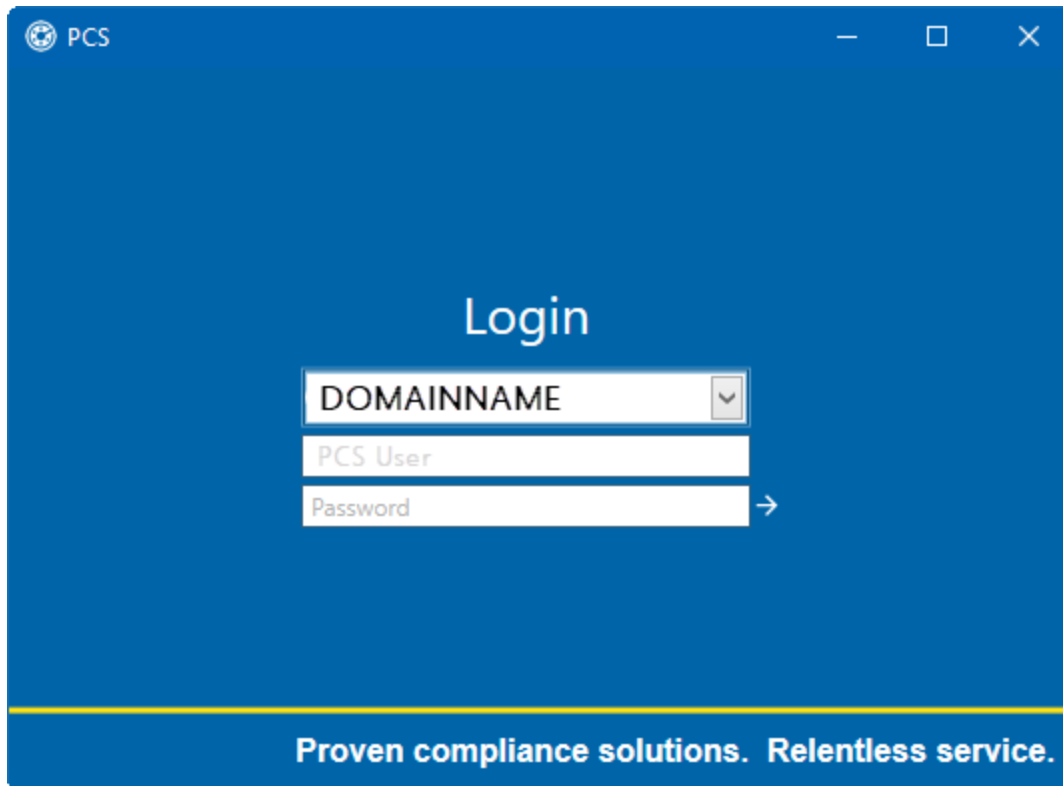 PCS
Login
DOMAINNAME
PCS User
Password
Proven compliance solutions.  Relentless service.